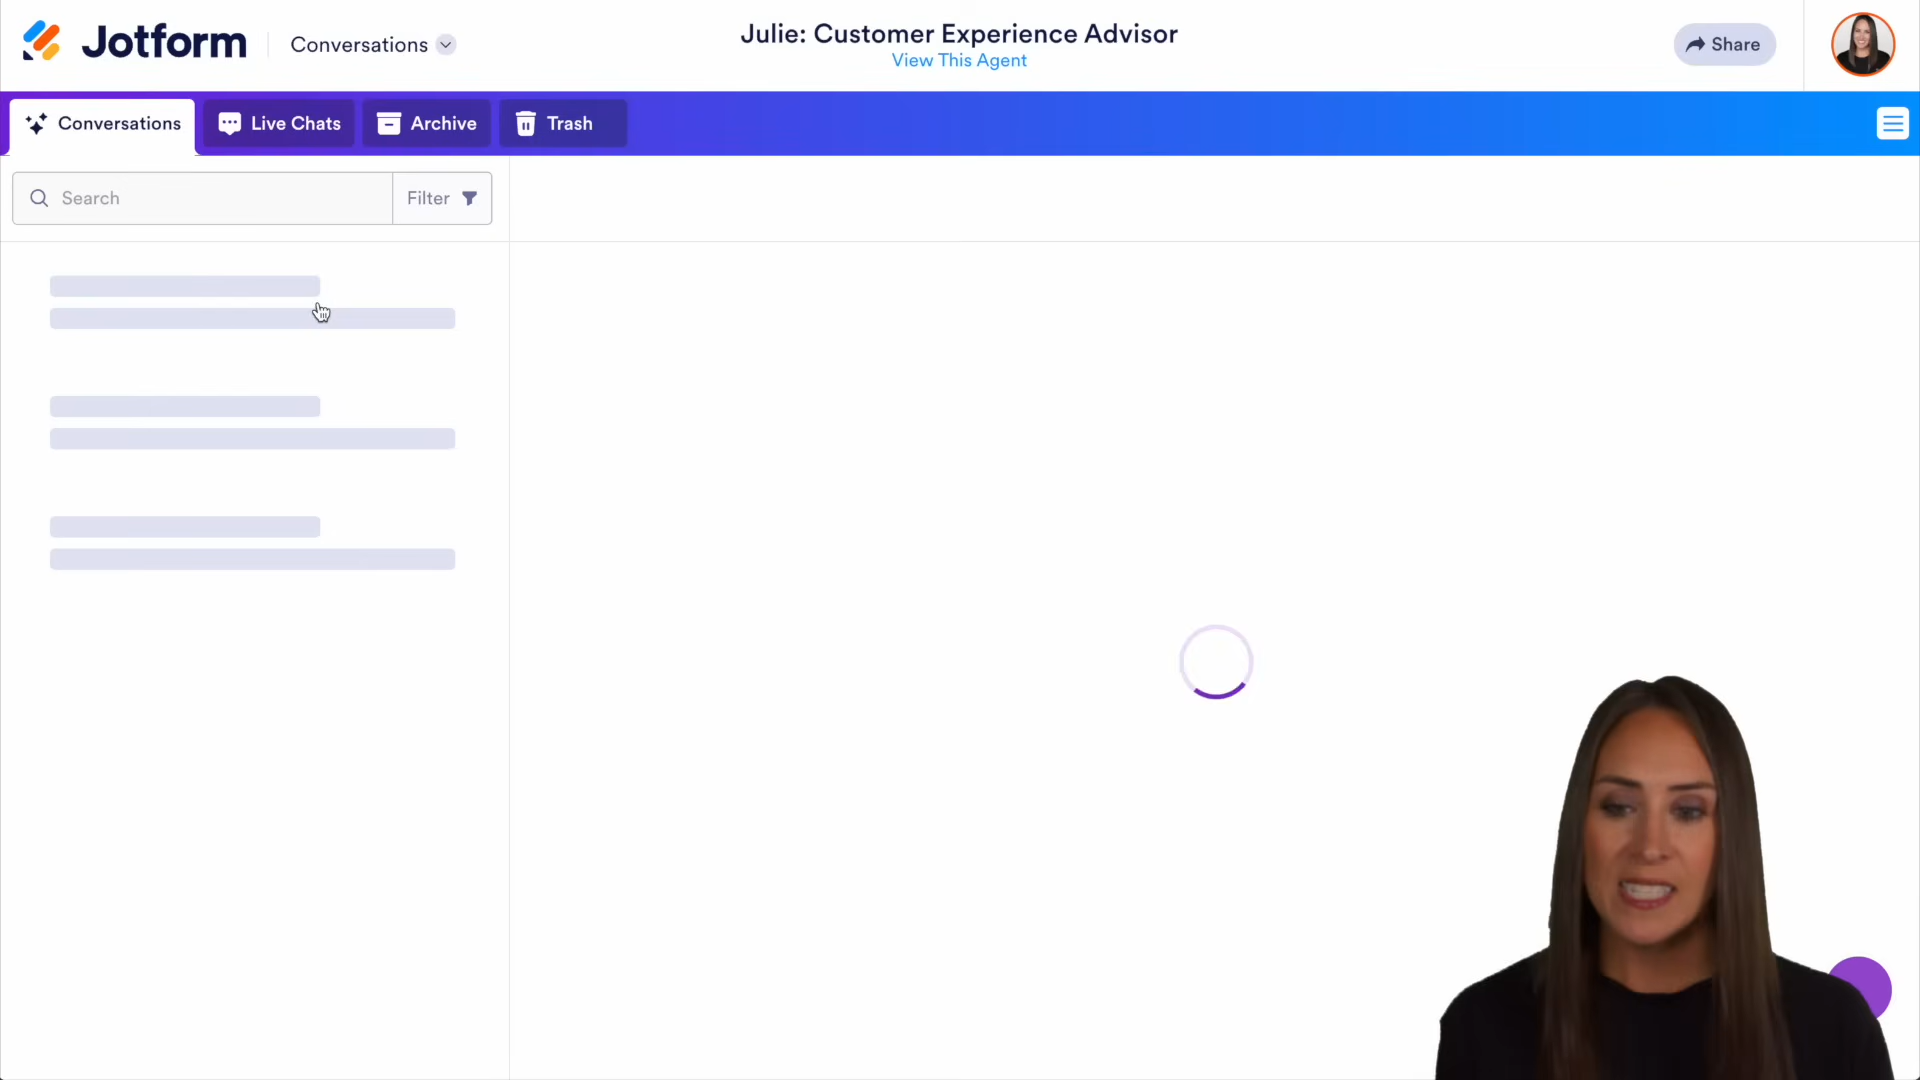 Jotform
Conversations
Julie: Customer Experience Advisor
View This Agent
Share
Conversations
Live Chats
Archive
Trash
Search
Filter